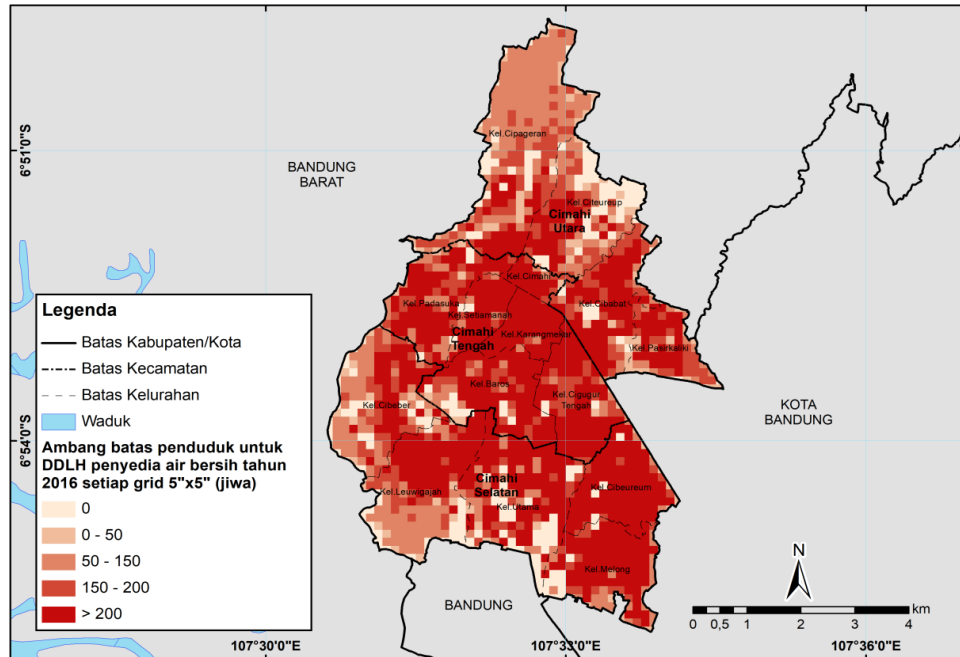 6°51'0"S
BANDUNG
BARAT
Kel.Cipageran
Kel.Citeureup
Cimahi
Utara
Kel.Cimahi
Kel.Padasuka
Kel.Cibabat
Kel.Setiamanah
Cimahi
Tengah
Kel.Karangmekar
Kel.Pasirkaliki
Kel.Baros
Kel.Cigugur
Tengah
Kel.Cibeber
KOTA
BANDUNG
6°54'0"S
Kel.Leuwigajah
Cimahi
Selatan
Kel.Utama
Kel.Cibeureum
Kel.Melong
BANDUNG
Legenda
Batas Kabupaten/Kota
Batas Kecamatan
Batas Kelurahan
Waduk
Ambang batas penduduk untuk
DDLH penyedia air bersih tahun
2016 setiap grid 5"x5" (jiwa)
0
0 - 50
50 - 150
150 - 200
> 200
N
km
0 0,5 1 2 3 4
107°30'0"E
107°33'0"E
107°36'0"E